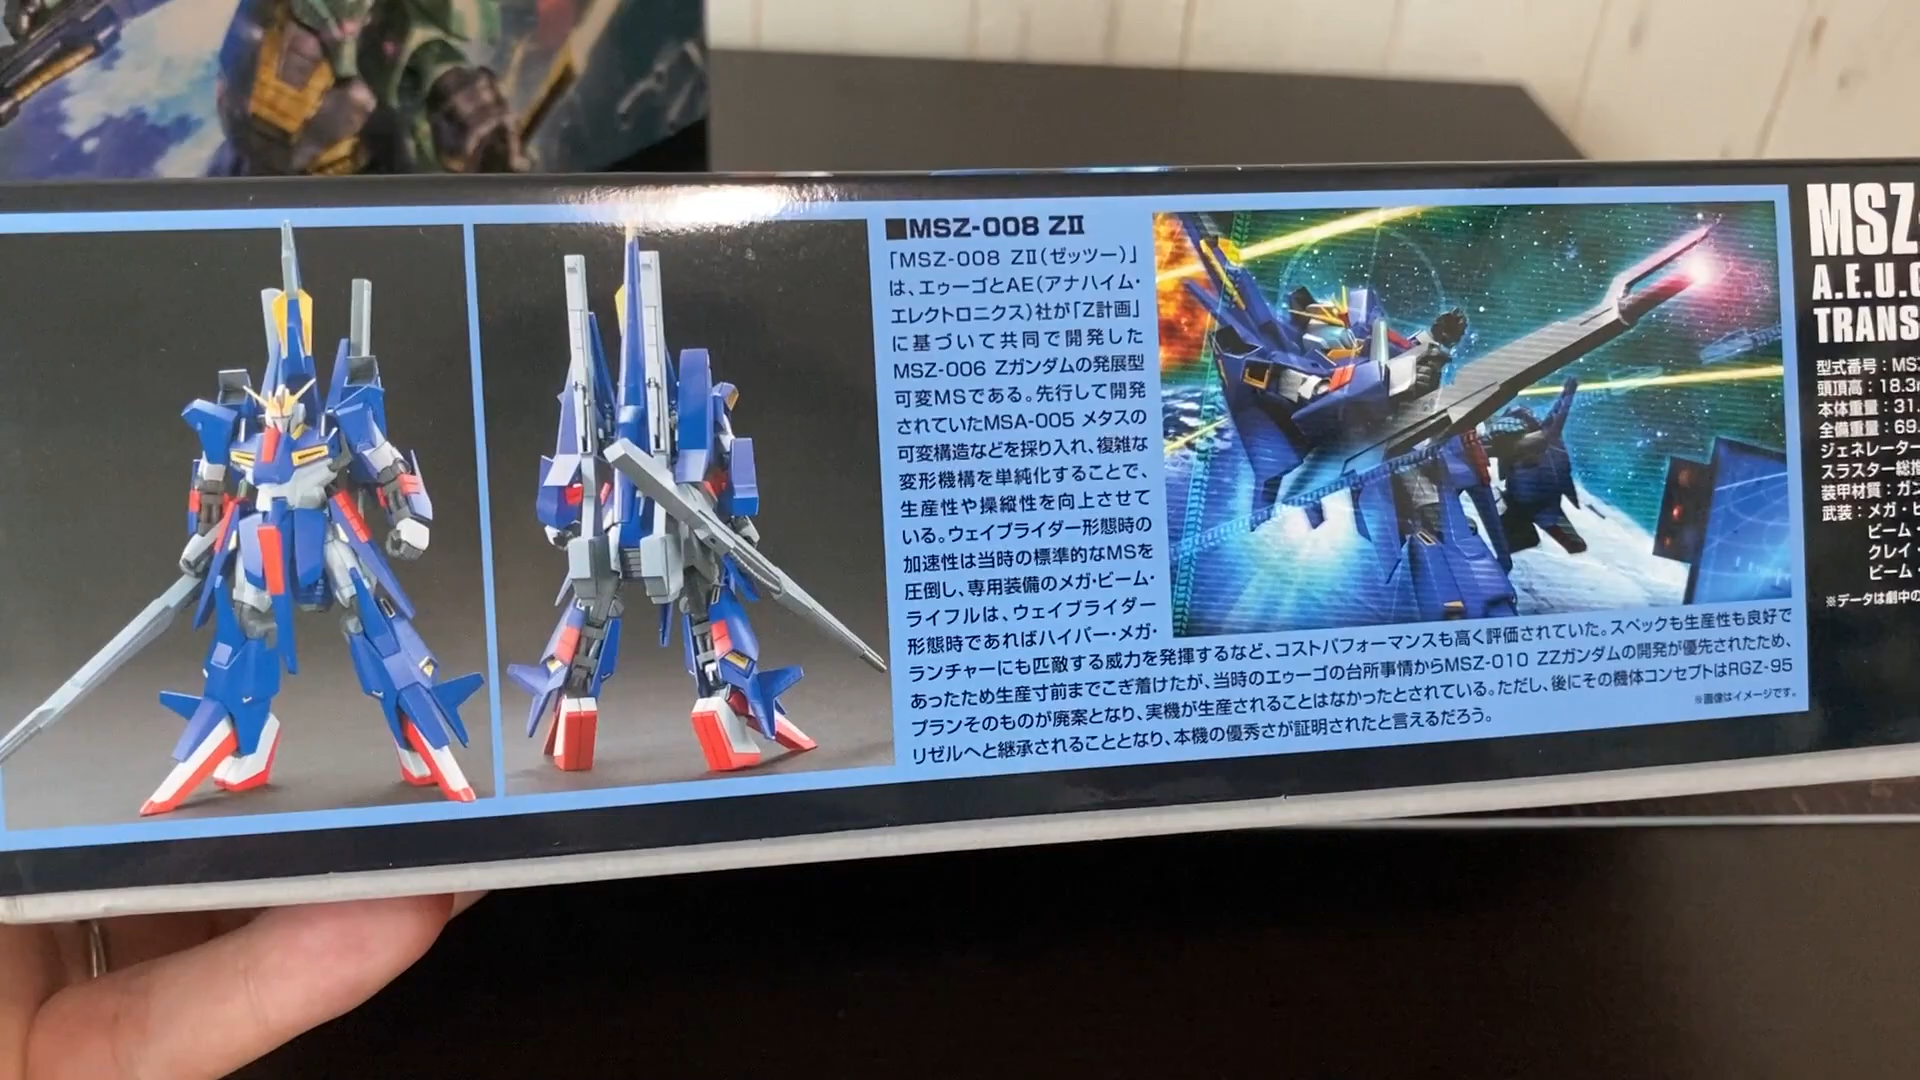 ■MSZ-008 ZⅡ
「MSZ-008 ZⅡ(ゼッツー)」
は、エゥーゴとAE(アナハイム・
エレクトロニクス)社が「Z計画」
に基づいて共同で開発した
MSZ-006 Zガンダムの発展型
可変MSである。先行して開発
されていたMSA-005 メタスの
可変構造などを採り入れ、複雑な
変形機構を単純化することで、
生産性や操縦性を向上させて
いる。ウェイブライダー形態時の
加速性は当時の標準的なMSを
圧倒し、専用装備のメガ・ビーム・
ライフルは、ウェイブライダー
形態時であればハイパー・メガ・
ランチャーにも匹敵する威力を発揮するなど、コストパフォーマンスも高く評価されていた。スペックも生産性も良好で
あったため生産寸前までこぎ着けたが、当時のエゥーゴの台所事情からMSZ-010 ZZガンダムの開発が優先されたため、
プランそのものが廃案となり、実機が生産されることはなかったとされている。ただし、後にその機体コンセプトはRGZ-95
リゼルへと継承されることとなり、本機の優秀さが証明されたと言えるだろう。
※画像はイメージです。
MSZ
A.E.U.G
TRANS
型式番号：MS
頭頂高：18.3
本体重量：31.
全備重量：69.
ジェネレーター
スラスター総推
装甲材質：ガン
武装：メガ・ビ
ビーム・
クレイ・
ビーム・
※データは劇中の